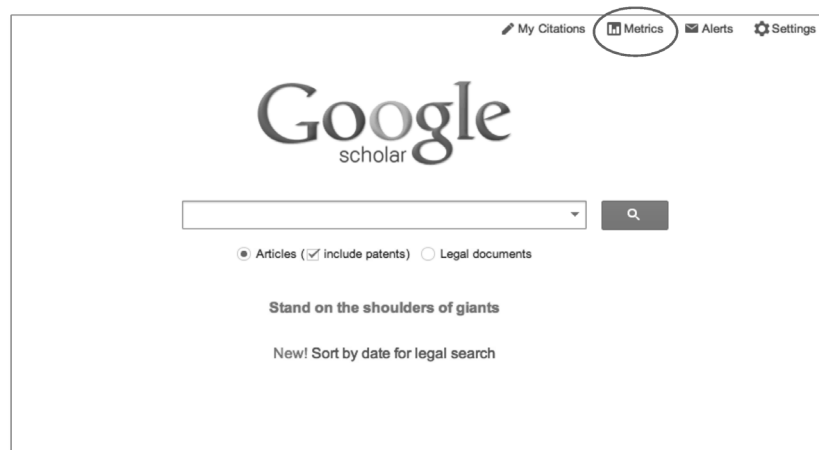 My Citations Metrics Alerts Settings
Google
scholar
Articles ( include patents) Legal documents
Stand on the shoulders of giants
New! Sort by date for legal search